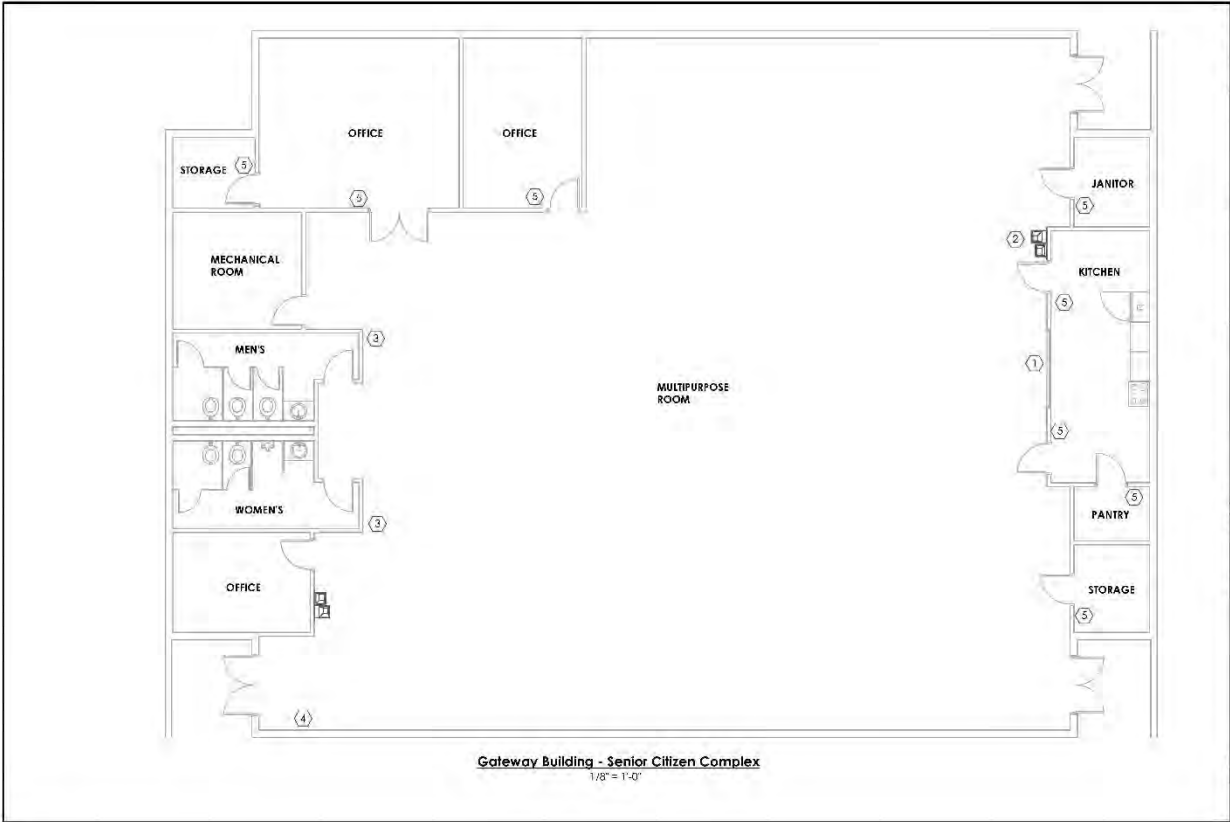 OFFICE
OFFICE
STORAGE
5
5
5
JANITOR
5
2
MECHANICAL
ROOM
KITCHEN
5
3
MEN'S
1
MULTIPURPOSE
ROOM
5
5
WOMEN'S
3
PANTRY
OFFICE
STORAGE
5
4
Gateway Building - Senior Citizen Complex
1/8" = 1'-0"